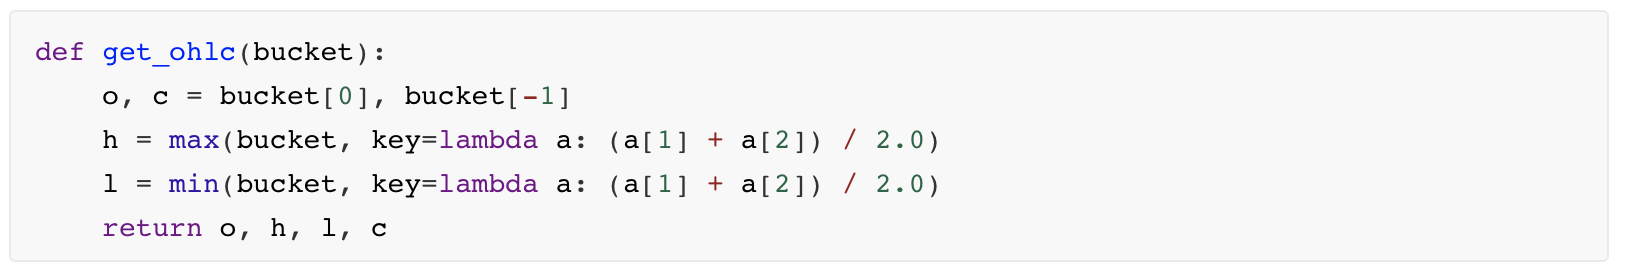 def get_ohlc(bucket):
    o, c = bucket[0], bucket[-1]
    h = max(bucket, key=lambda a: (a[1] + a[2]) / 2.0)
    l = min(bucket, key=lambda a: (a[1] + a[2]) / 2.0)
    return o, h, l, c